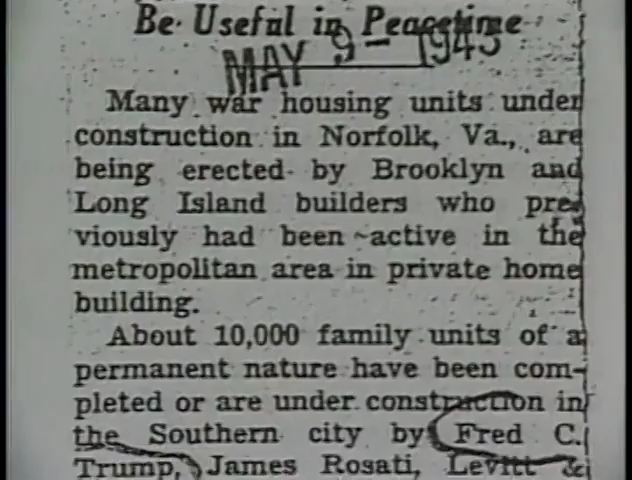 Be Useful in Peacetime
MAY 9 - 1943
Many war housing units under
construction in Norfolk, Va., are
being erected by Brooklyn and
Long Island builders who pre-
viously had been active in the
metropolitan area in private home
building.
About 10,000 family units of a
permanent nature have been com-
pleted or are under construction in
the Southern city by Fred C.
Trump, James Rosati, Levitt &